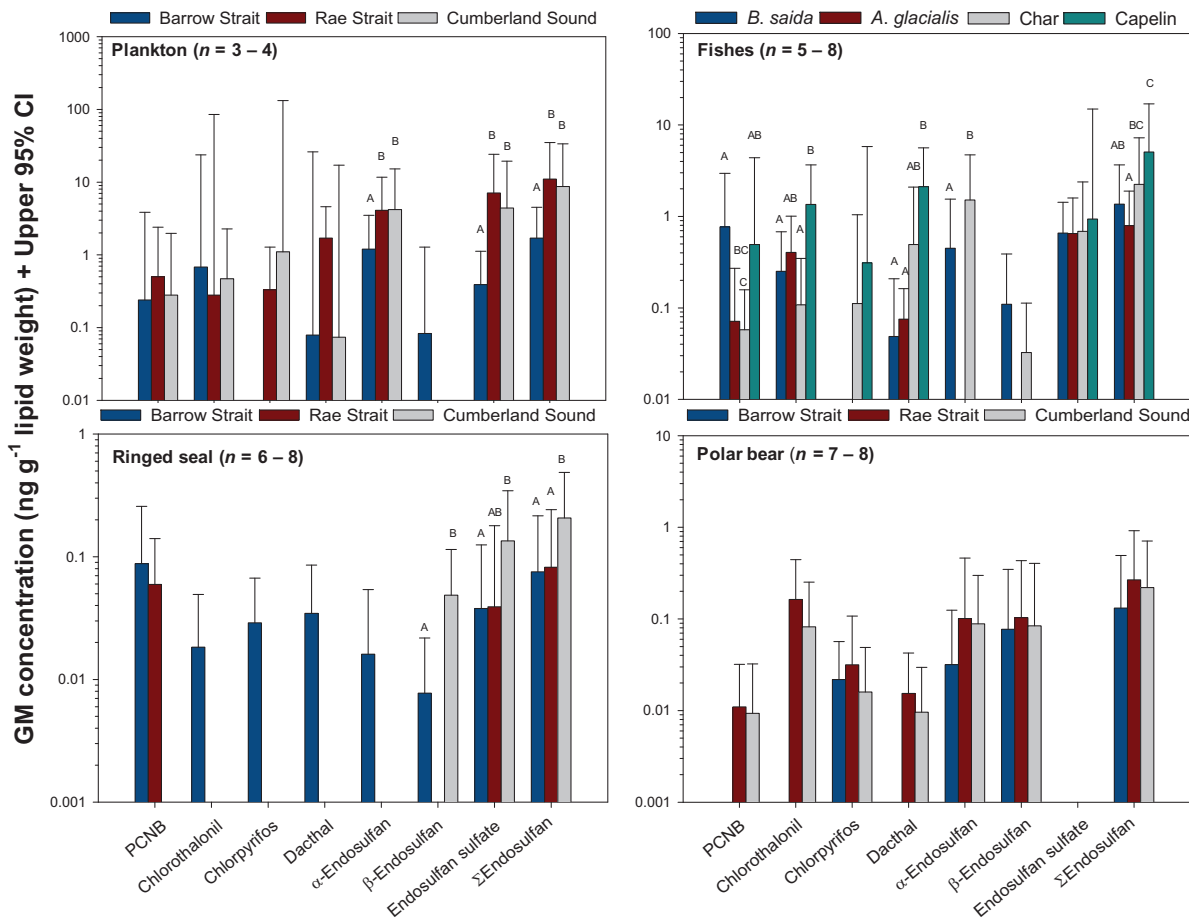 GM concentration (ng g⁻¹ lipid weight) + Upper 95% CI
Barrow Strait Rae Strait Cumberland Sound
Plankton (n = 3 – 4)
1000
100
10
1
0.1
0.01
A B B
A B B
A B B
B. saida A. glacialis Char Capelin
Fishes (n = 5 – 8)
100
10
1
0.1
0.01
A BC C AB
A AB A B
A A AB B
A B
AB A BC C
Barrow Strait Rae Strait Cumberland Sound
Ringed seal (n = 6 – 8)
1
0.1
0.01
0.001
A B
A AB B
A A B
PCNB
Chlorothalonil
Chlorpyrifos
Dacthal
α-Endosulfan
β-Endosulfan
Endosulfan sulfate
ΣEndosulfan
Barrow Strait Rae Strait Cumberland Sound
Polar bear (n = 7 – 8)
10
1
0.1
0.01
0.001
PCNB
Chlorothalonil
Chlorpyrifos
Dacthal
α-Endosulfan
β-Endosulfan
Endosulfan sulfate
ΣEndosulfan